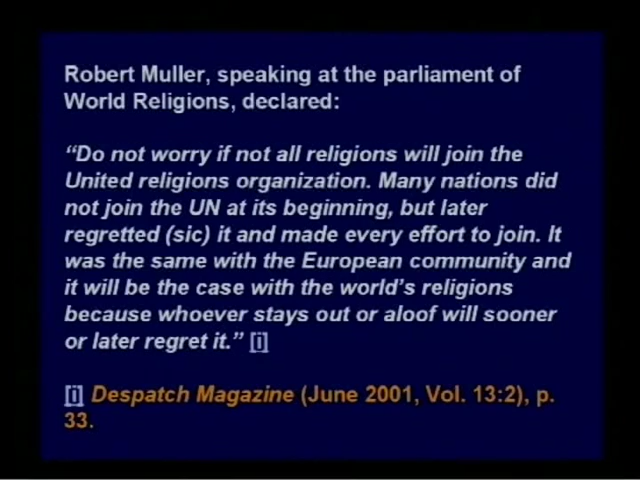 Robert Muller, speaking at the parliament of
World Religions, declared:
“Do not worry if not all religions will join the
United religions organization. Many nations did
not join the UN at its beginning, but later
regretted (sic) it and made every effort to join. It
was the same with the European community and
it will be the case with the world’s religions
because whoever stays out or aloof will sooner
or later regret it.” [i]
[i] Despatch Magazine (June 2001, Vol. 13:2), p.
33.